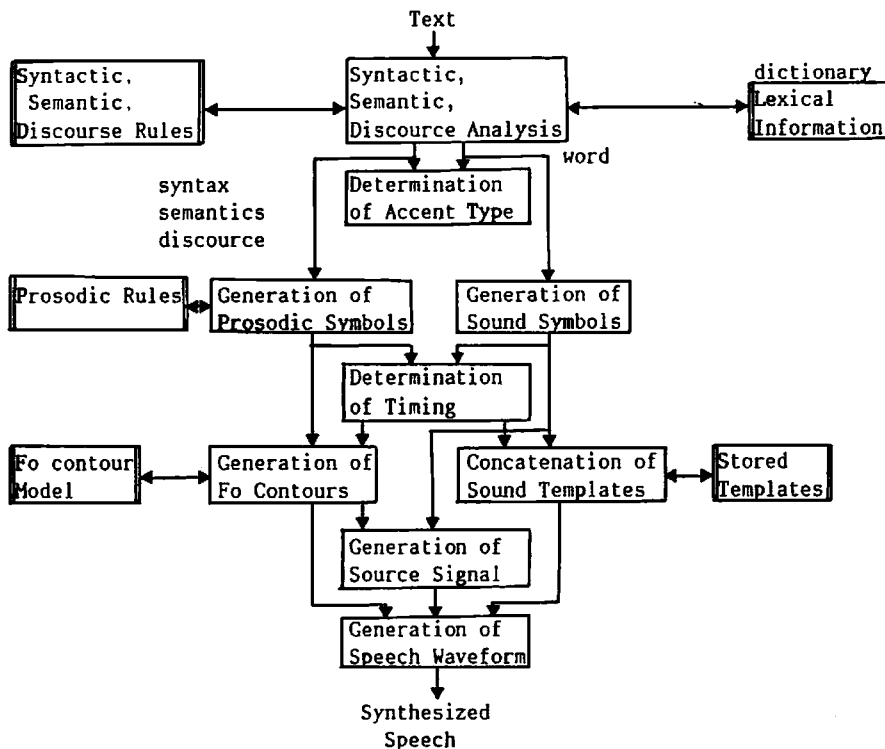 Text
Syntactic,
Semantic,
Discourse Rules
Syntactic,
Semantic,
Discource Analysis
dictionary
Lexical
Information
word
syntax
semantics
discource
Determination
of Accent Type
Prosodic Rules
Generation of
Prosodic Symbols
Generation of
Sound Symbols
Determination
of Timing
Fo contour
Model
Generation of
Fo Contours
Concatenation of
Sound Templates
Stored
Templates
Generation of
Source Signal
Generation of
Speech Waveform
Synthesized
Speech